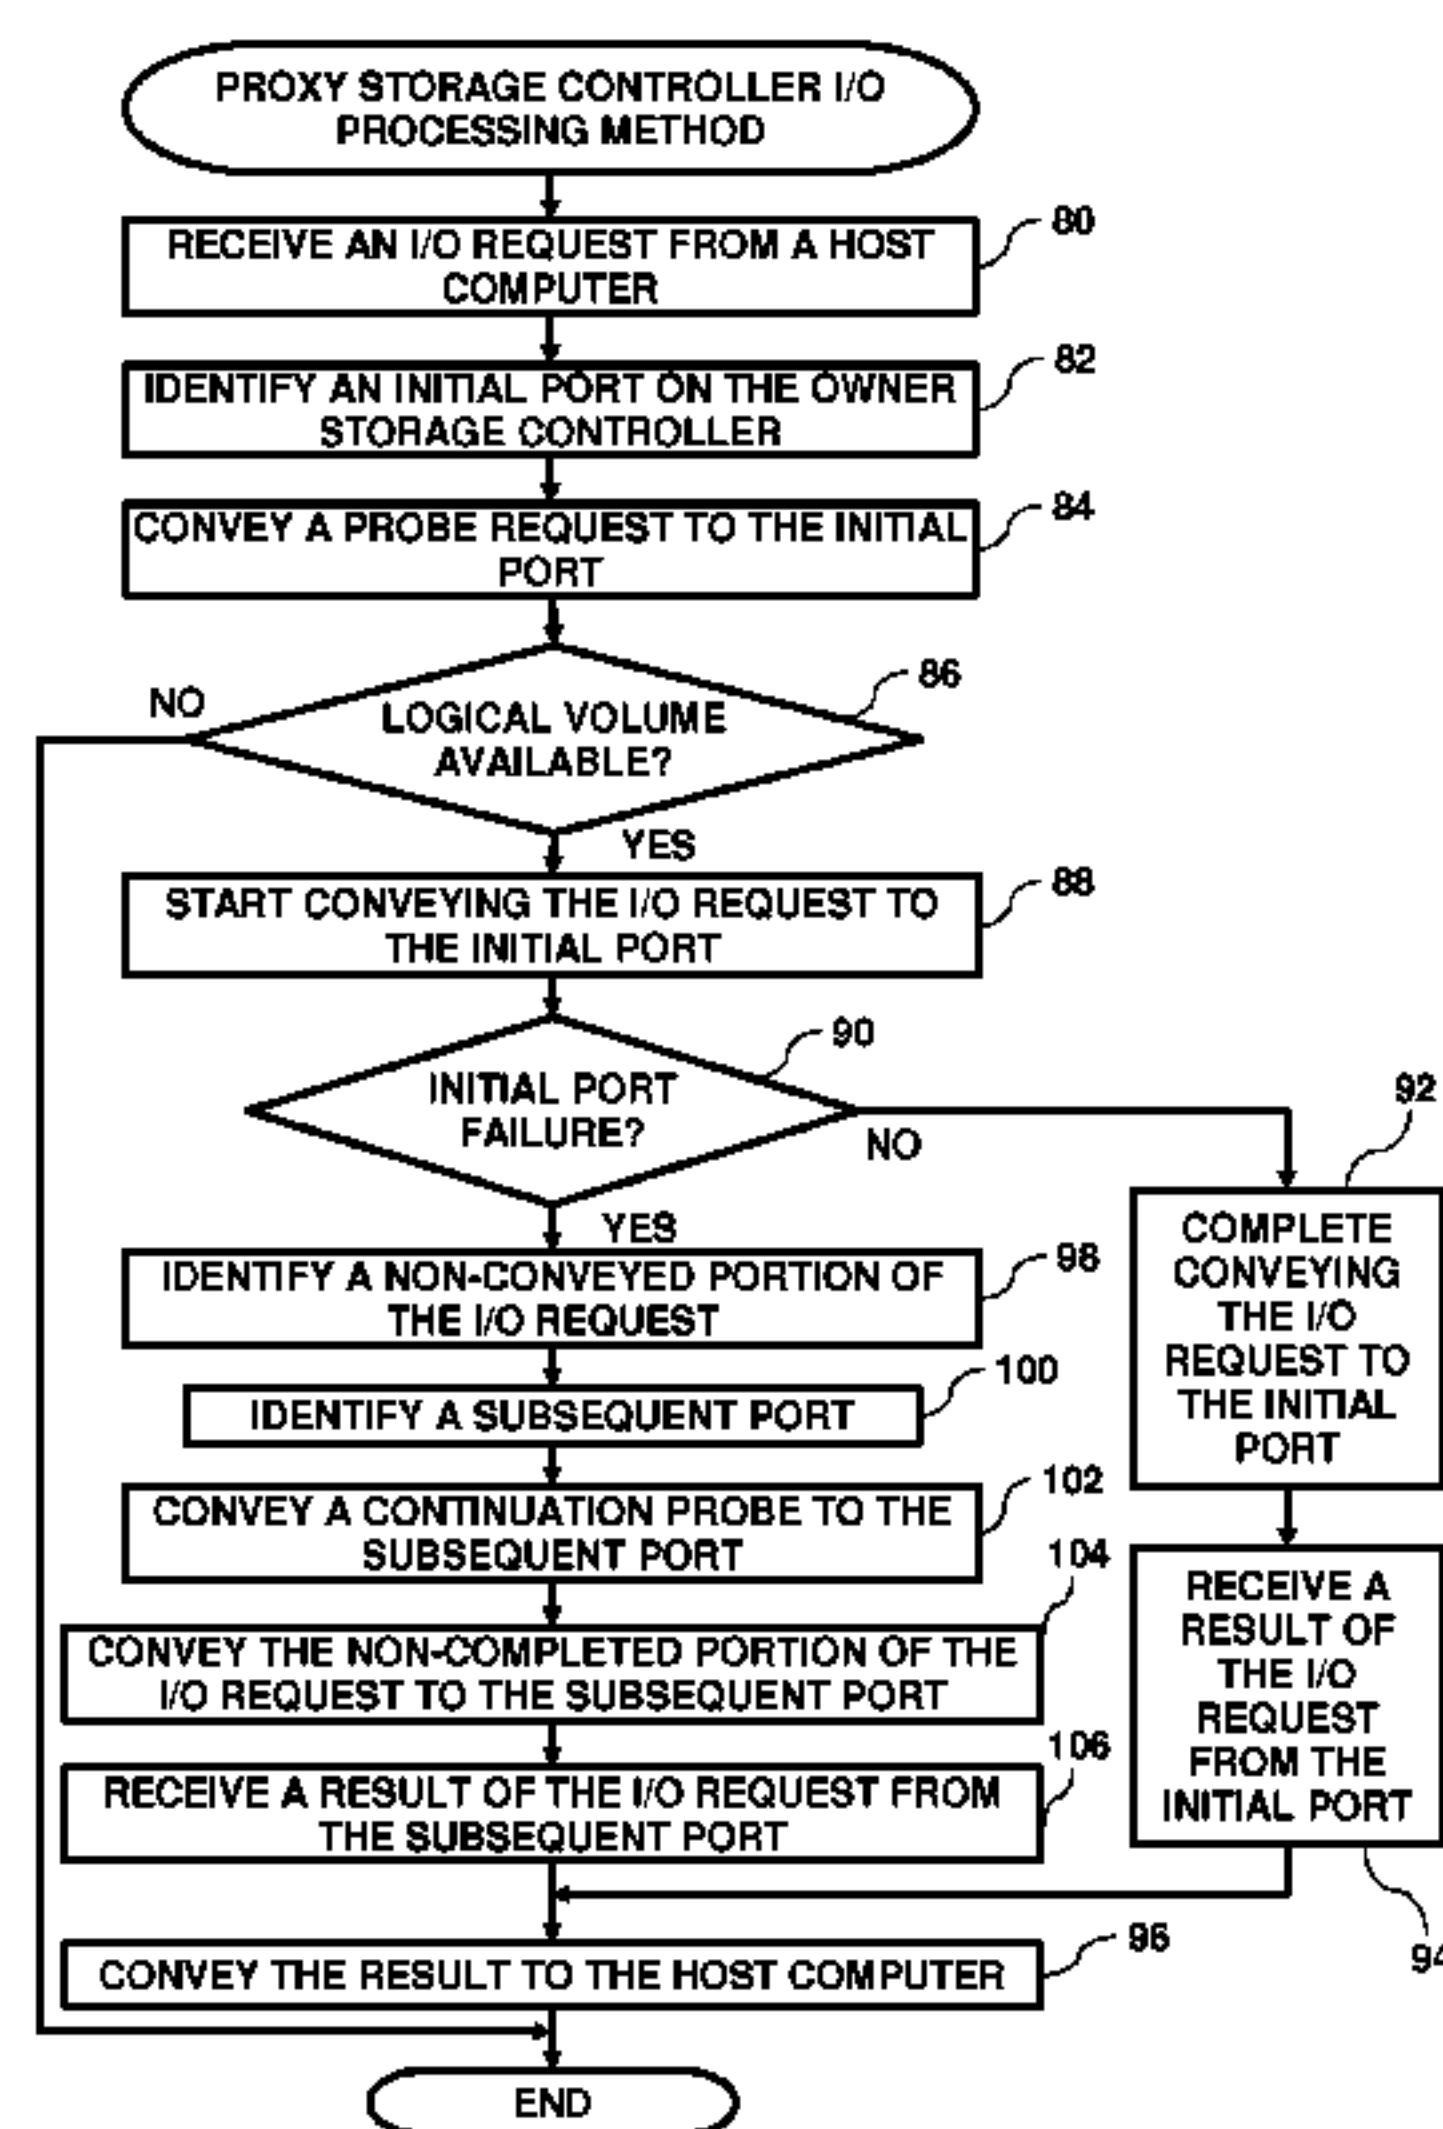 PROXY STORAGE CONTROLLER I/O
PROCESSING METHOD
RECEIVE AN I/O REQUEST FROM A HOST
COMPUTER
80
IDENTIFY AN INITIAL PORT ON THE OWNER
STORAGE CONTROLLER
82
CONVEY A PROBE REQUEST TO THE INITIAL
PORT
84
LOGICAL VOLUME
AVAILABLE?
86
NO
YES
START CONVEYING THE I/O REQUEST TO
THE INITIAL PORT
88
INITIAL PORT
FAILURE?
90
NO
YES
92
COMPLETE
CONVEYING
THE I/O
REQUEST TO
THE INITIAL
PORT
RECEIVE A
RESULT OF
THE I/O
REQUEST
FROM THE
INITIAL PORT
94
IDENTIFY A NON-CONVEYED PORTION OF
THE I/O REQUEST
98
IDENTIFY A SUBSEQUENT PORT
100
CONVEY A CONTINUATION PROBE TO THE
SUBSEQUENT PORT
102
CONVEY THE NON-COMPLETED PORTION OF THE
I/O REQUEST TO THE SUBSEQUENT PORT
104
RECEIVE A RESULT OF THE I/O REQUEST FROM
THE SUBSEQUENT PORT
106
CONVEY THE RESULT TO THE HOST COMPUTER
96
END